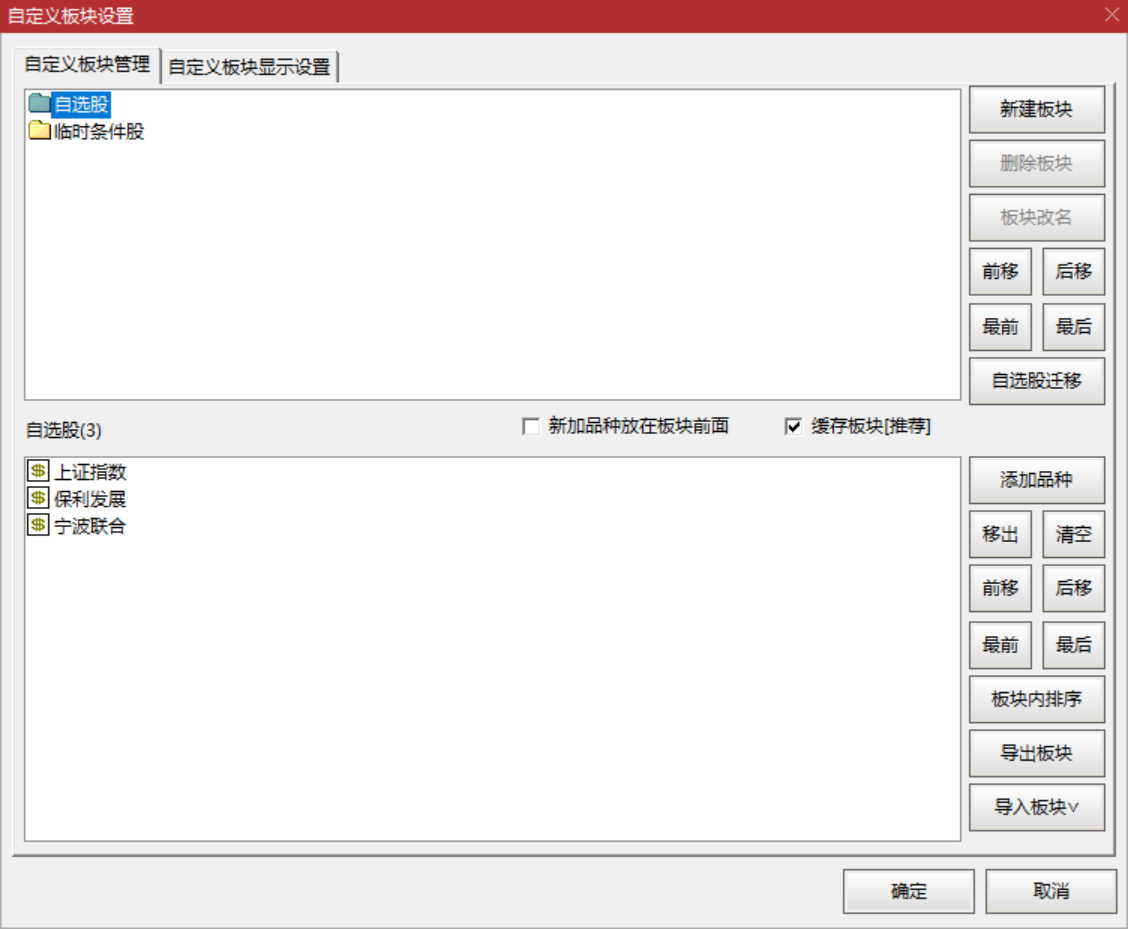 自定义板块设置
自定义板块管理 自定义板块显示设置
自选股
临时条件股
新建板块
删除板块
板块改名
前移 后移
最前 最后
自选股迁移
自选股(3) 新加品种放在板块前面 缓存板块[推荐]
上证指数
保利发展
宁波联合
添加品种
移出 清空
前移 后移
最前 最后
板块内排序
导出板块
导入板块∨
确定 取消